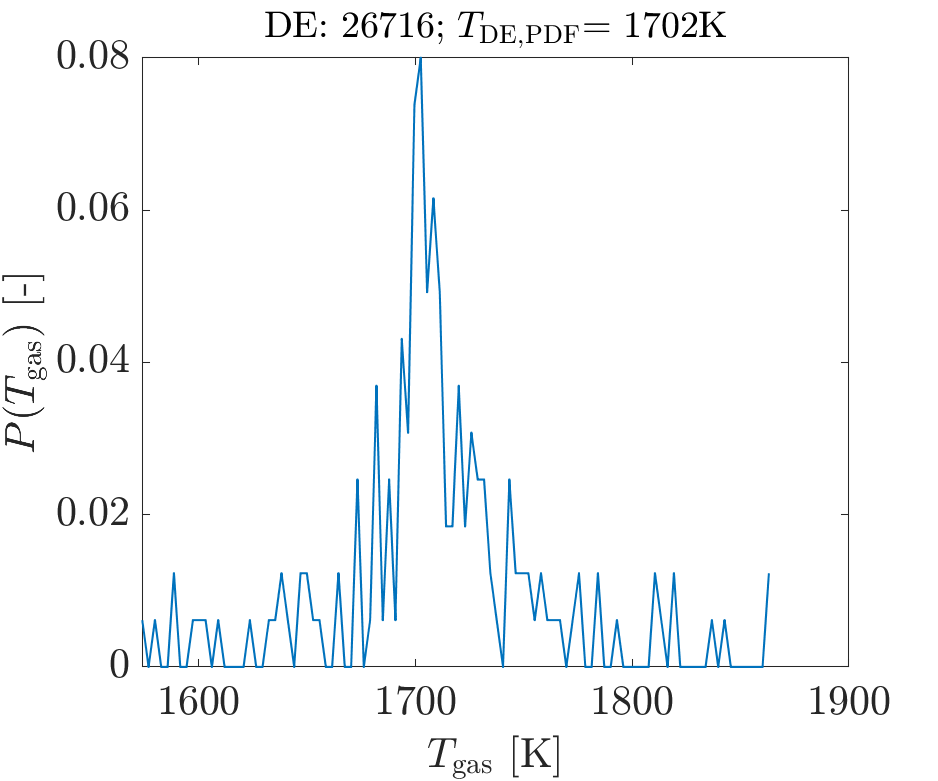 DE: 26716; T_DE,PDF= 1702K
0.08
0.06
0.04
0.02
0
P(T_gas) [-]
1600 1700 1800 1900
T_gas [K]